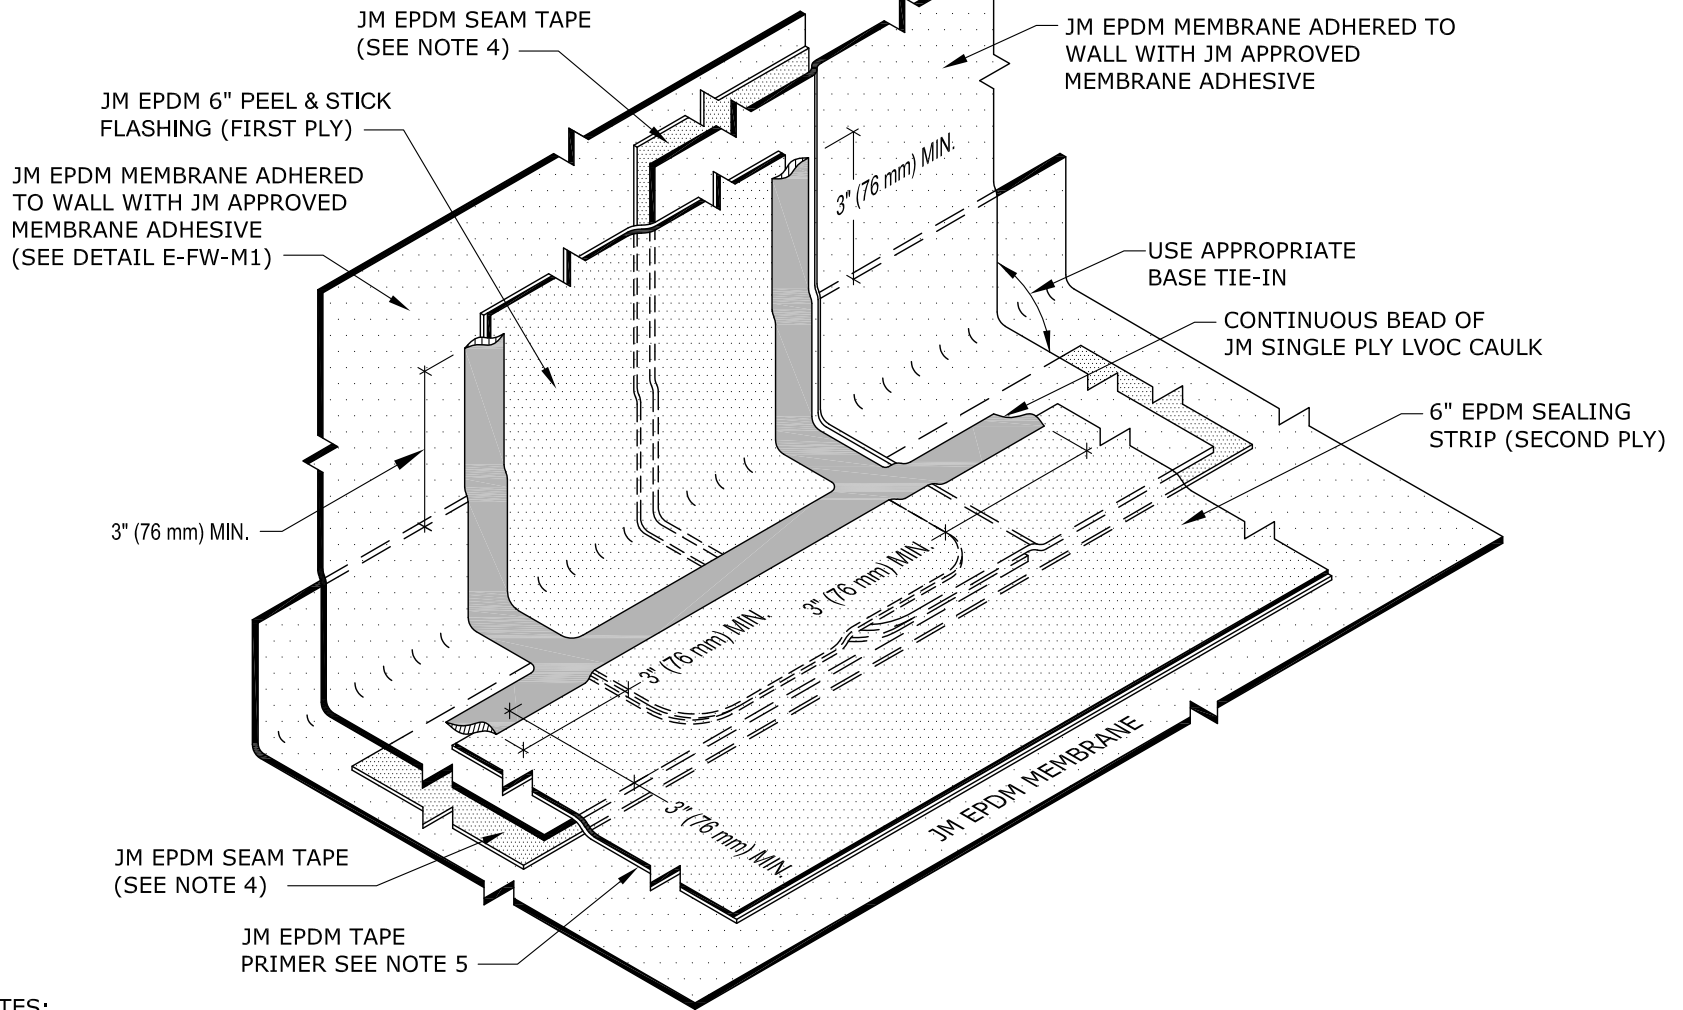 JM EPDM SEAM TAPE
(SEE NOTE 4)
JM EPDM MEMBRANE ADHERED TO
WALL WITH JM APPROVED
MEMBRANE ADHESIVE
JM EPDM 6" PEEL & STICK
FLASHING (FIRST PLY)
JM EPDM MEMBRANE ADHERED
TO WALL WITH JM APPROVED
MEMBRANE ADHESIVE
(SEE DETAIL E-FW-M1)
3" (76 mm) MIN.
USE APPROPRIATE
BASE TIE-IN
CONTINUOUS BEAD OF
JM SINGLE PLY LVOC CAULK
6" EPDM SEALING
STRIP (SECOND PLY)
3" (76 mm) MIN.
3" (76 mm) MIN.
3" (76 mm) MIN.
3" (76 mm) MIN.
JM EPDM MEMBRANE
JM EPDM SEAM TAPE
(SEE NOTE 4)
JM EPDM TAPE
PRIMER SEE NOTE 5